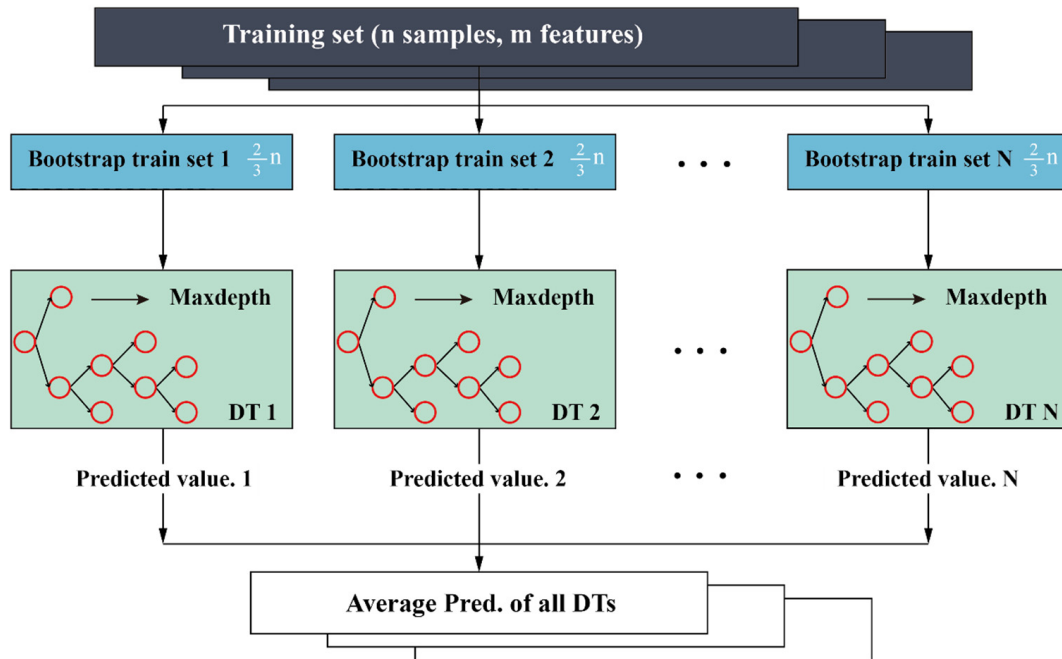 Training set (n samples, m features)
Bootstrap train set 1 2/3 n
Bootstrap train set 2 2/3 n
• • •
Bootstrap train set N 2/3 n
Maxdepth
DT 1
Maxdepth
DT 2
• • •
Maxdepth
DT N
Predicted value. 1
Predicted value. 2
• • •
Predicted value. N
Average Pred. of all DTs